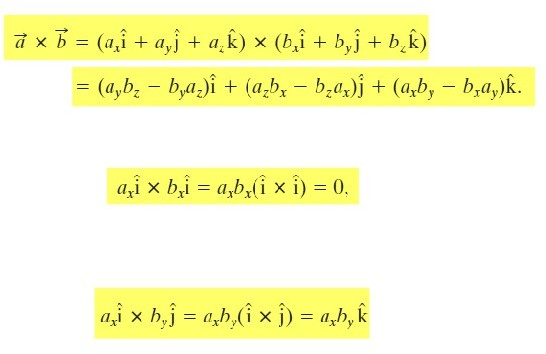 a⃗ × b⃗ = (aₓî + a_yĵ + a_zk̂) × (bₓî + b_yĵ + b_zk̂)
= (a_yb_z − b_ya_z)î + (a_zbₓ − b_zaₓ)ĵ + (aₓb_y − bₓa_y)k̂.
aₓî × bₓî = aₓbₓ(î × î) = 0,
aₓî × b_yĵ = aₓb_y(î × ĵ) = aₓb_yk̂